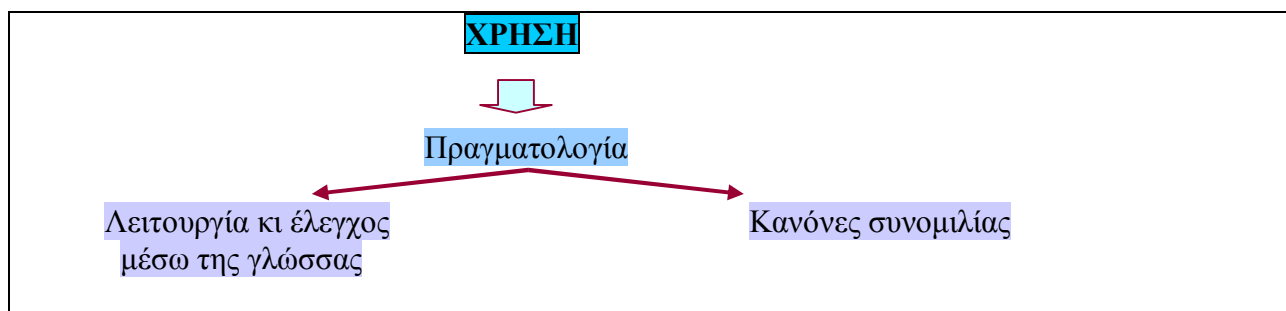 ΧΡΗΣΗ
Πραγματολογία
Λειτουργία κι έλεγχος
μέσω της γλώσσας
Κανόνες συνομιλίας